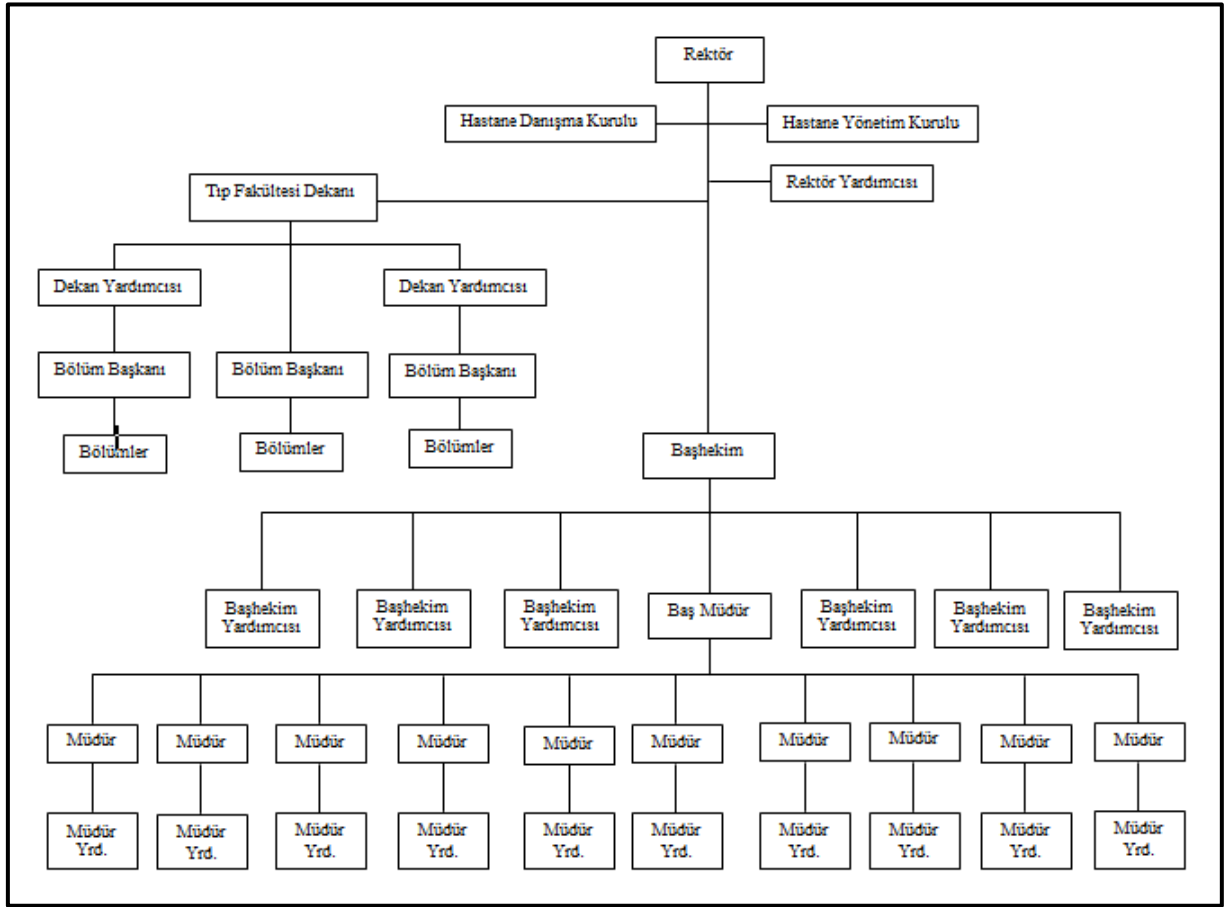 Rektör
Hastane Danışma Kurulu
Hastane Yönetim Kurulu
Rektör Yardımcısı
Tıp Fakültesi Dekanı
Dekan Yardımcısı
Dekan Yardımcısı
Bölüm Başkanı
Bölüm Başkanı
Bölüm Başkanı
Bölümler
Bölümler
Bölümler
Başhekim
Başhekim
Yardımcısı
Başhekim
Yardımcısı
Başhekim
Yardımcısı
Baş Müdür
Başhekim
Yardımcısı
Başhekim
Yardımcısı
Başhekim
Yardımcısı
Müdür
Müdür
Müdür
Müdür
Müdür
Müdür
Müdür
Müdür
Müdür
Müdür
Müdür
Yrd.
Müdür
Yrd.
Müdür
Yrd.
Müdür
Yrd.
Müdür
Yrd.
Müdür
Yrd.
Müdür
Yrd.
Müdür
Yrd.
Müdür
Yrd.
Müdür
Yrd.